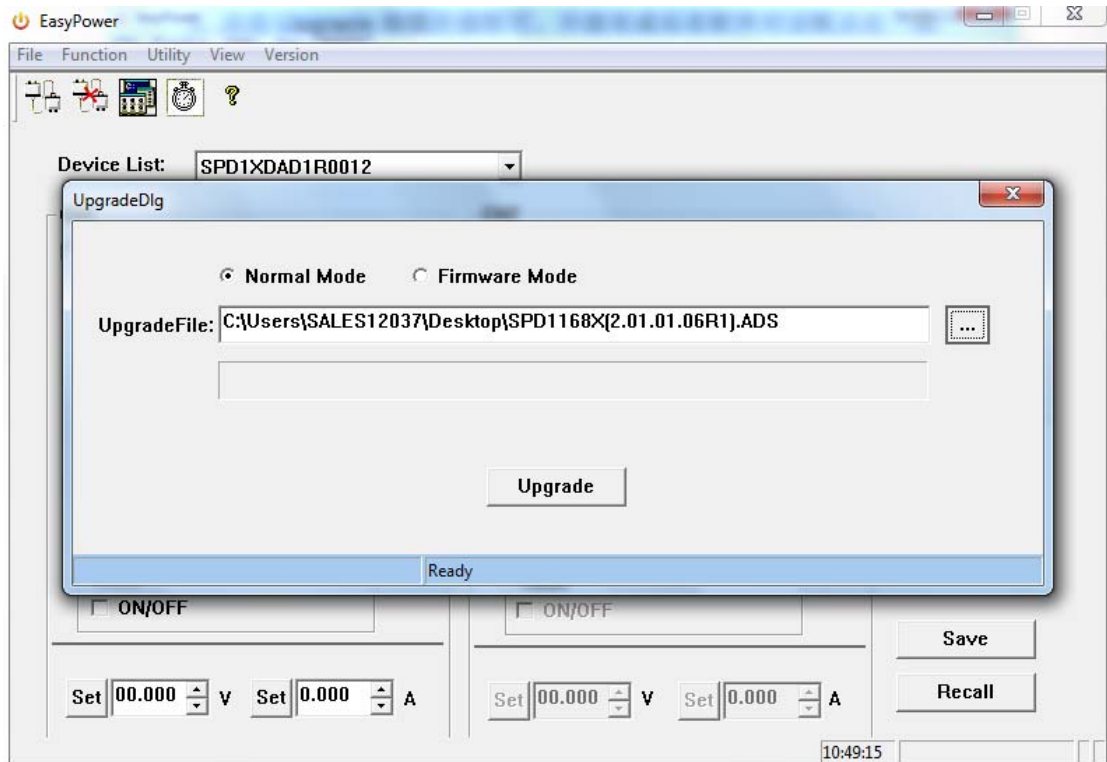 EasyPower
File Function Utility View Version
Device List: SPD1XDAD1R0012
UpgradeDlg
Normal Mode Firmware Mode
UpgradeFile: C:\Users\SALES12037\Desktop\SPD1168X(2.01.01.06R1).ADS ...
Upgrade
Ready
ON/OFF ON/OFF
Save
Set 00.000 V Set 0.000 A Set 00.000 V Set 0.000 A
Recall
10:49:15